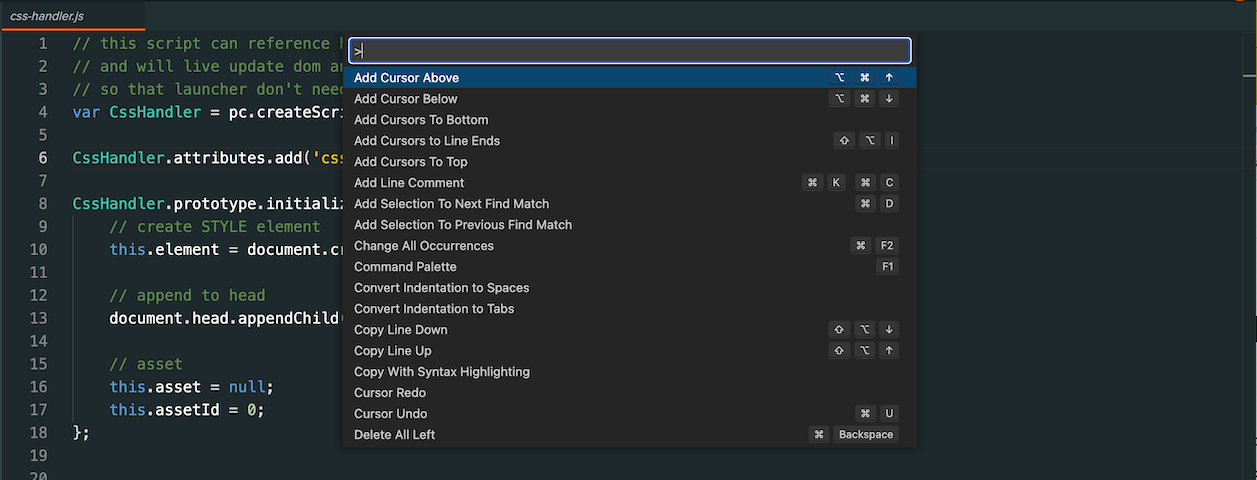 css-handler.js
1 // this script can reference
2 // and will live update dom
3 // so that launcher don't need
4 var CssHandler = pc.createScri
5
6 CssHandler.attributes.add('css
7
8 CssHandler.prototype.initializ
9 // create STYLE element
10 this.element = document.cr
11
12 // append to head
13 document.head.appendChild
14
15 // asset
16 this.asset = null;
17 this.assetId = 0;
18 };
19
20
>
Add Cursor Above ⌥ ⌘ ↑
Add Cursor Below ⌥ ⌘ ↓
Add Cursors To Bottom
Add Cursors to Line Ends ⇧ ⌥ I
Add Cursors To Top
Add Line Comment ⌘ K ⌘ C
Add Selection To Next Find Match ⌘ D
Add Selection To Previous Find Match
Change All Occurrences ⌘ F2
Command Palette F1
Convert Indentation to Spaces
Convert Indentation to Tabs
Copy Line Down ⇧ ⌥ ↓
Copy Line Up ⇧ ⌥ ↑
Copy With Syntax Highlighting
Cursor Redo
Cursor Undo ⌘ U
Delete All Left ⌘ Backspace